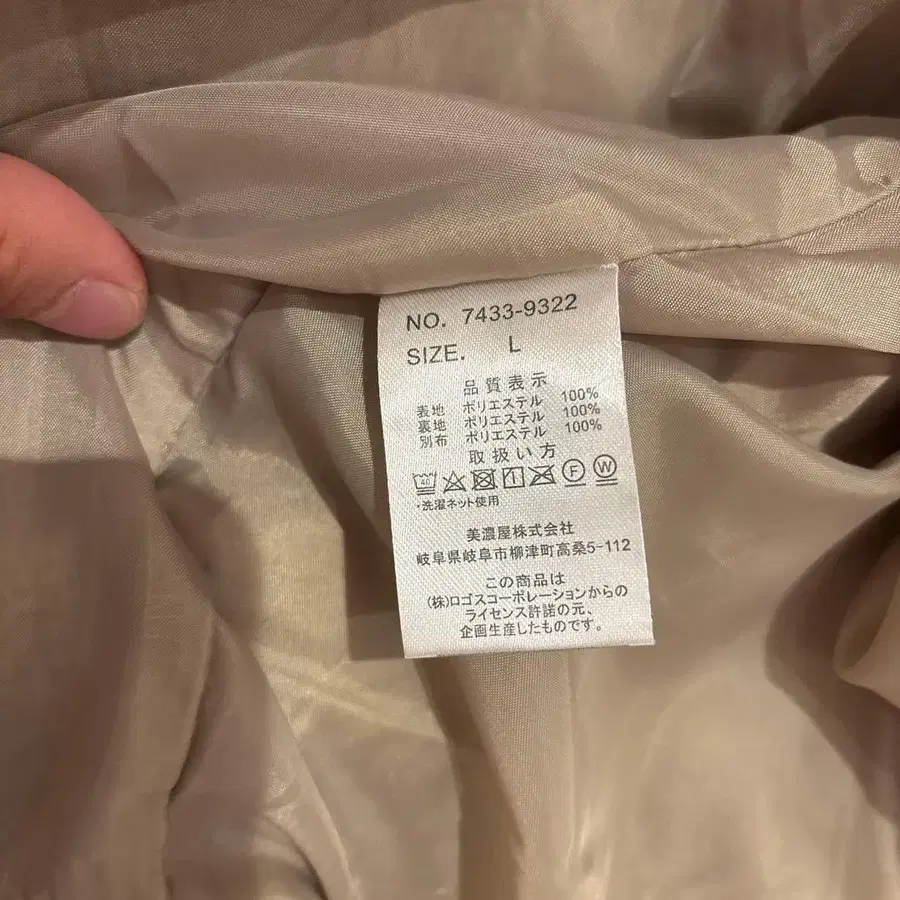 NO. 7433-9322
SIZE. L
品質表示
表地 ポリエステル 100%
裏地 ポリエステル 100%
別布 ポリエステル 100%
取扱い方
40 F W
・洗濯ネット使用
美濃屋株式会社
岐阜県岐阜市柳津町高桑5-112
この商品は
(株)ロゴスコーポレーションからの
ライセンス許諾の元、
企画生産したものです。